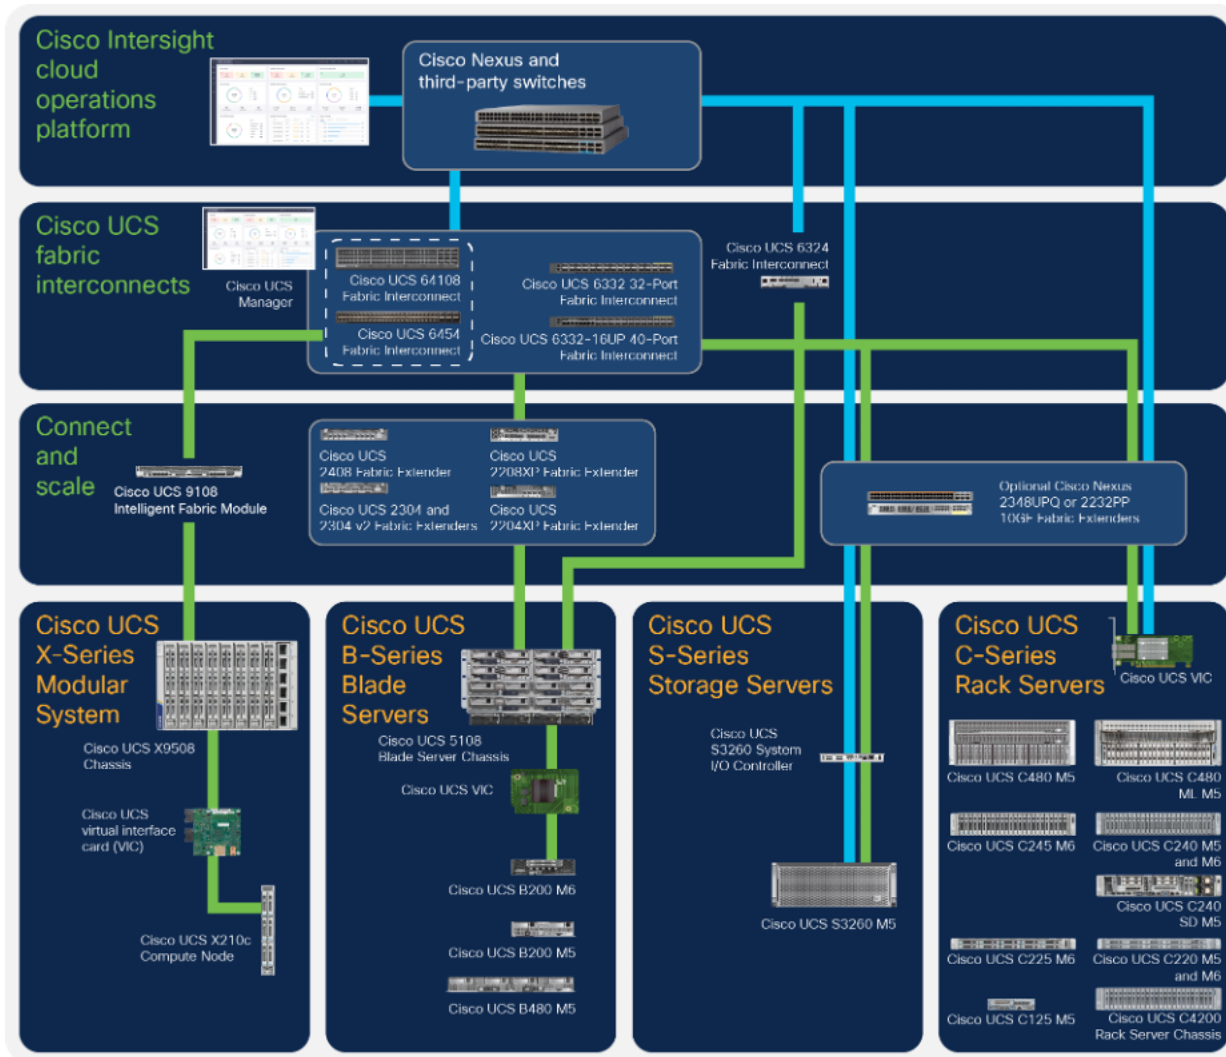 Cisco Intersight
cloud
operations
platform
Cisco Nexus and
third-party switches
Cisco UCS
fabric
interconnects
Cisco UCS
Manager
Cisco UCS 64108
Fabric Interconnect
Cisco UCS 6454
Fabric Interconnect
Cisco UCS 6332 32-Port
Fabric Interconnect
Cisco UCS 6332-16UP 40-Port
Fabric Interconnect
Cisco UCS 6324
Fabric Interconnect
Connect
and
scale
Cisco UCS 9108
Intelligent Fabric Module
Cisco UCS
2408 Fabric Extender
Cisco UCS
2208XP Fabric Extender
Cisco UCS 2304 and
2304 v2 Fabric Extenders
Cisco UCS
2204XP Fabric Extender
Optional Cisco Nexus
2348UPQ or 2232PP
10GE Fabric Extenders
Cisco UCS
X-Series
Modular
System
Cisco UCS X9508
Chassis
Cisco UCS
virtual interface
card (VIC)
Cisco UCS X210c
Compute Node
Cisco UCS
B-Series
Blade
Servers
Cisco UCS 5108
Blade Server Chassis
Cisco UCS VIC
Cisco UCS B200 M6
Cisco UCS B200 M5
Cisco UCS B480 M5
Cisco UCS
S-Series
Storage Servers
Cisco UCS
S3260 System
I/O Controller
Cisco UCS S3260 M5
Cisco UCS
C-Series
Rack Servers
Cisco UCS VIC
Cisco UCS C480 M5
Cisco UCS C480
ML M5
Cisco UCS C245 M6
Cisco UCS C240 M5
and M6
Cisco UCS C240
SD M5
Cisco UCS C225 M6
Cisco UCS C220 M5
and M6
Cisco UCS C125 M5
Cisco UCS C4200
Rack Server Chassis